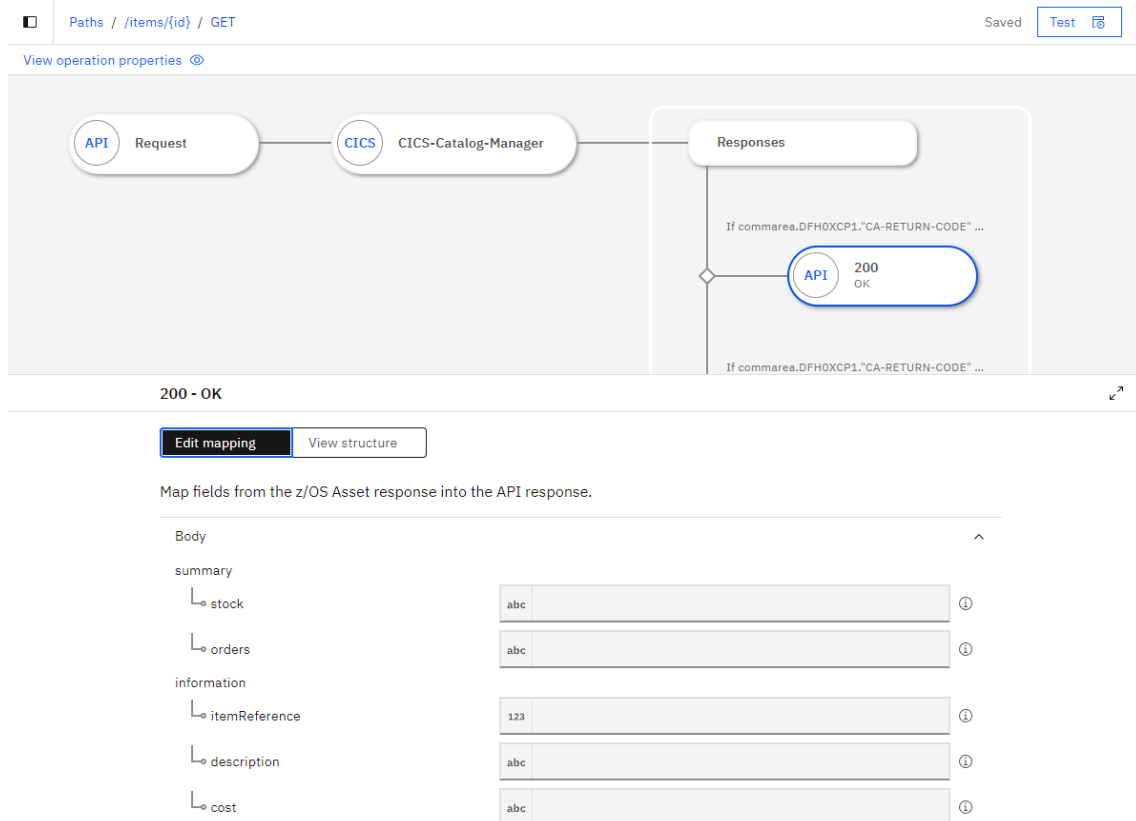 Paths / /items/{id} / GET
Saved
Test
View operation properties
API Request
CICS CICS-Catalog-Manager
Responses
If commarea.DFH0XCP1."CA-RETURN-CODE" ...
API 200
OK
If commarea.DFH0XCP1."CA-RETURN-CODE" ...
200 - OK
Edit mapping
View structure
Map fields from the z/OS Asset response into the API response.
Body
summary
stock abc
orders abc
information
itemReference 123
description abc
cost abc